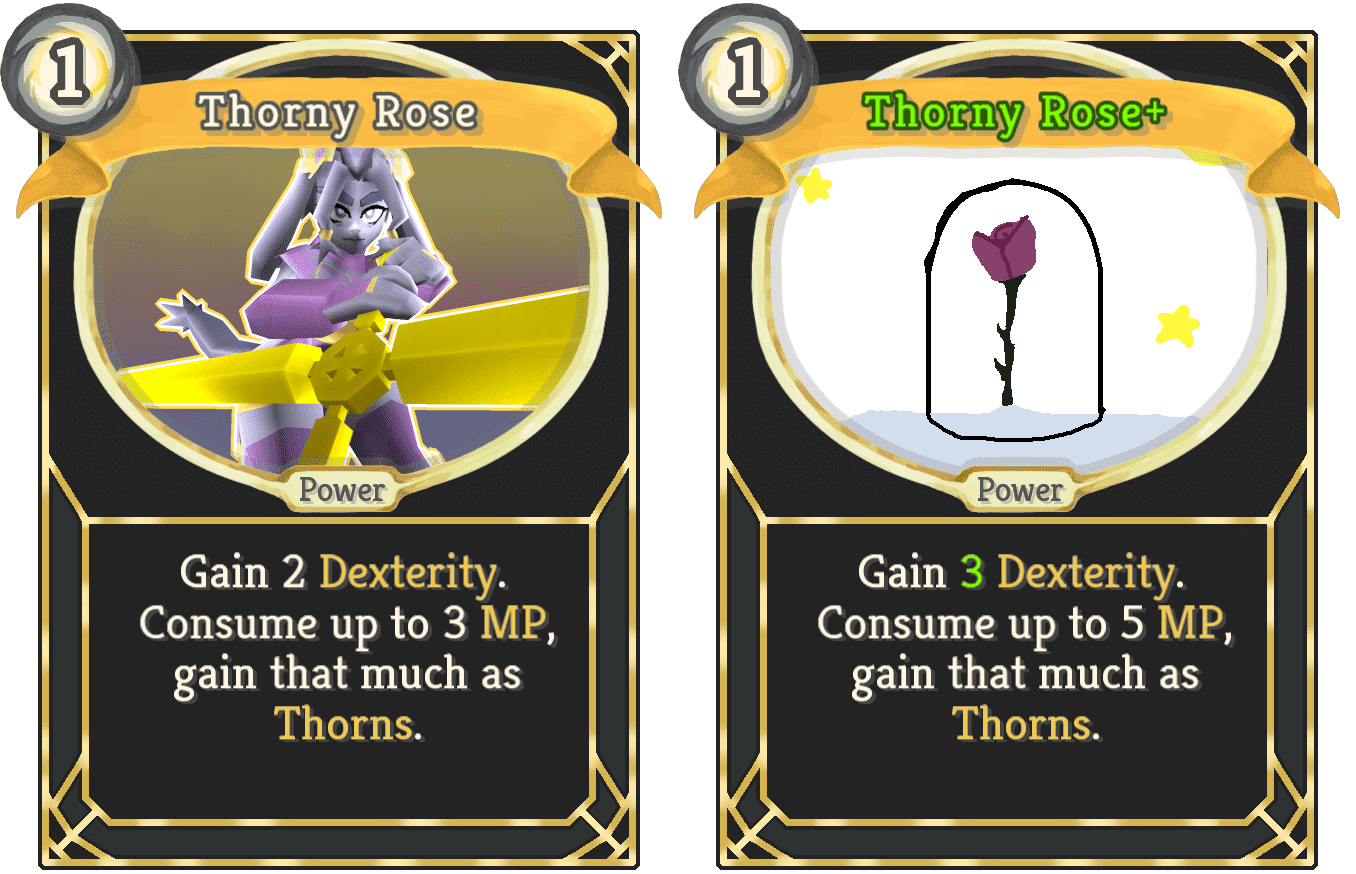 1
Thorny Rose
Power
Gain 2 Dexterity.
Consume up to 3 MP,
gain that much as
Thorns.
1
Thorny Rose+
Power
Gain 3 Dexterity.
Consume up to 5 MP,
gain that much as
Thorns.